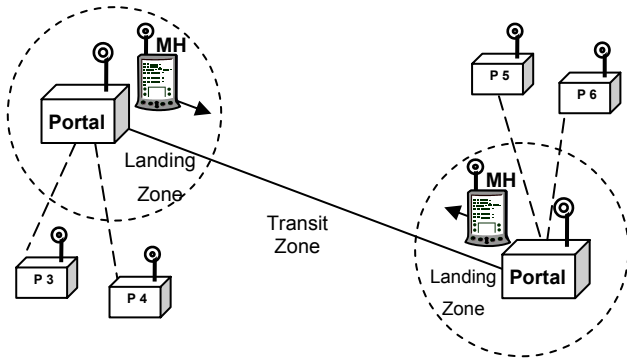 MH
Portal
Landing
Zone
P 3
P 4
Transit
Zone
P 5
P 6
MH
Landing
Zone
Portal